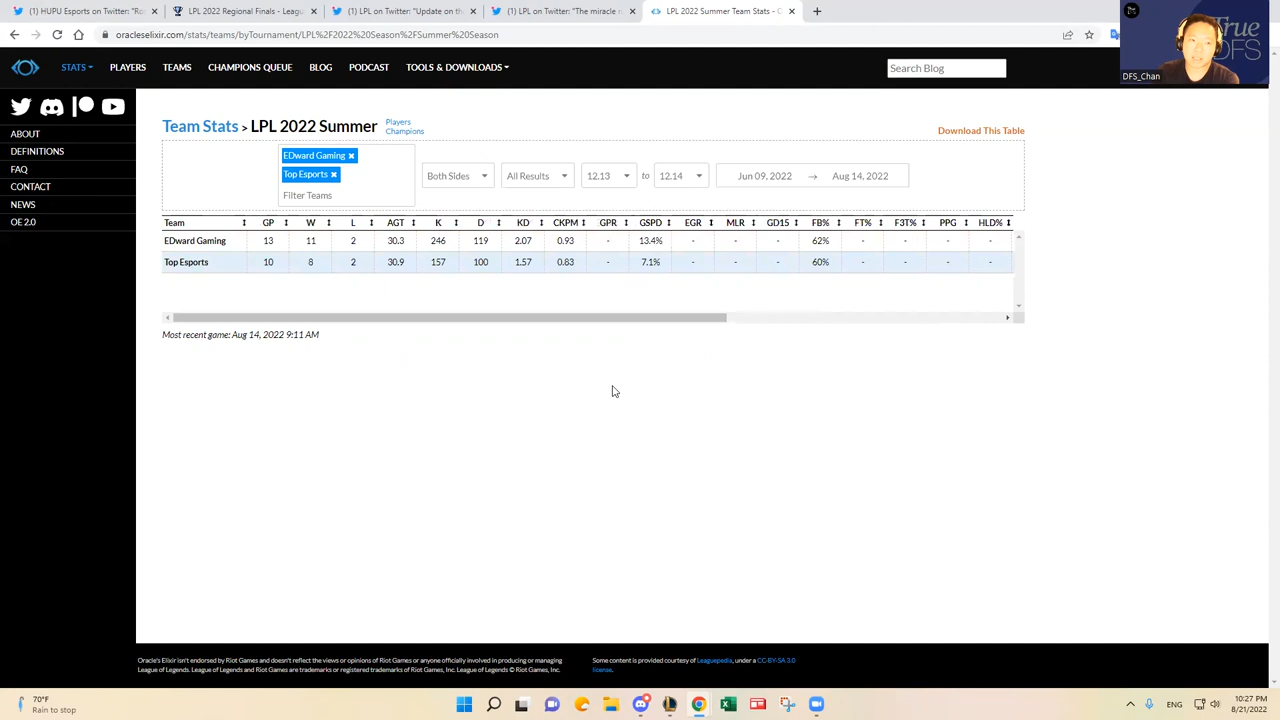 HUPU Esports on Twitter: "Ros
LPL 2022 Regional Finals - Leagu
LPL on Twitter: "Update on th
LPL on Twitter: "The miracle r
LPL 2022 Summer Team Stats - O
oracleselixir.com/stats/teams/byTournament/LPL%2F2022%20Season%2FSummer%20Season
True
DFS
DFS_Chan
STATS
PLAYERS
TEAMS
CHAMPIONS QUEUE
BLOG
PODCAST
TOOLS & DOWNLOADS
Search Blog
ABOUT
DEFINITIONS
FAQ
CONTACT
NEWS
OE 2.0
Team Stats > LPL 2022 Summer
Players
Champions
Download This Table
EDward Gaming ×
Top Esports ×
Filter Teams
Both Sides
All Results
12.13 to 12.14
Jun 09, 2022 → Aug 14, 2022
Team GP W L AGT K D KD CKPM GPR GSPD EGR MLR GD15 FB% FT% F3T% PPG HLD%
EDward Gaming 13 11 2 30.3 246 119 2.07 0.93 - 13.4% - - - 62% - - - -
Top Esports 10 8 2 30.9 157 100 1.57 0.83 - 7.1% - - - 60% - - - -
Most recent game: Aug 14, 2022 9:11 AM
Oracle's Elixir isn't endorsed by Riot Games and doesn't reflect the views or opinions of Riot Games or anyone officially involved in producing or managing
League of Legends. League of Legends and Riot Games are trademarks or registered trademarks of Riot Games, Inc. League of Legends © Riot Games, Inc.
Some content is provided courtesy of Leaguepedia, under a CC-BY-SA 3.0
license.
70°F
Rain to stop
ENG
10:27 PM
8/21/2022